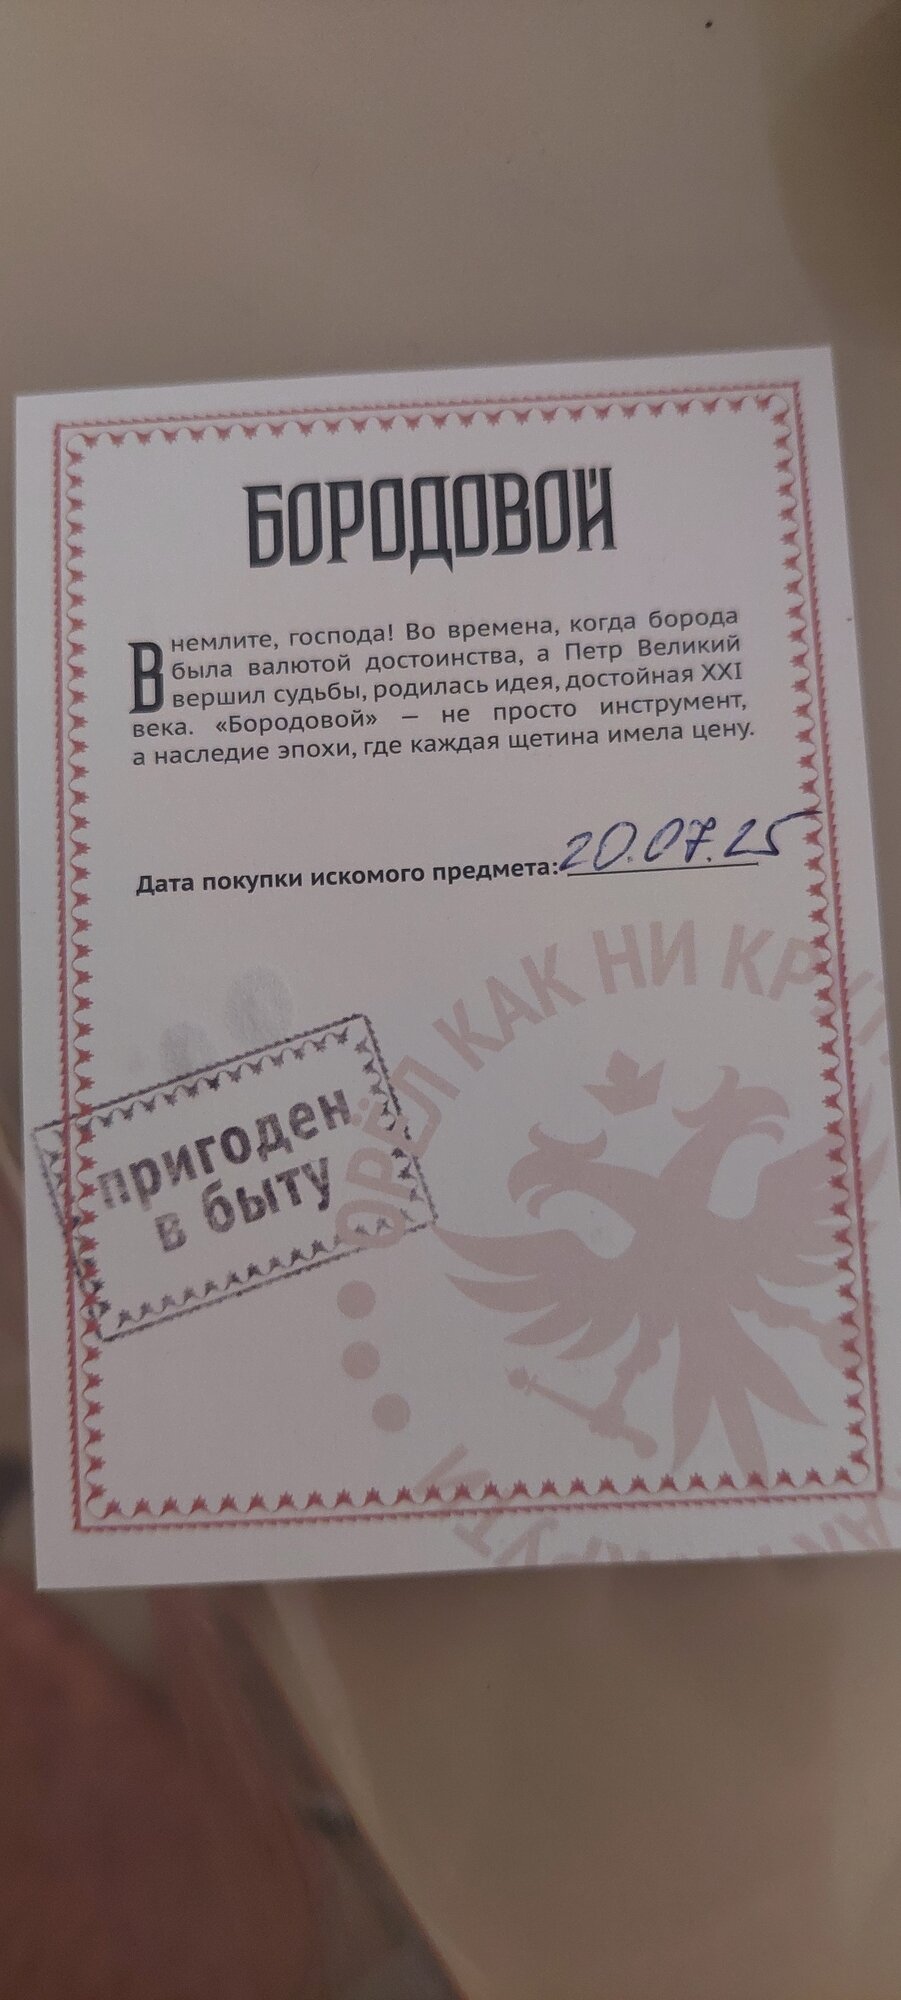 БОРОДОВОЙ
Внемлите, господа! Во времена, когда борода
была валютой достоинства, а Петр Великий
вершил судьбы, родилась идея, достойная XXI
века. «Бородовой» — не просто инструмент,
а наследие эпохи, где каждая щетина имела цену.
Дата покупки искомого предмета: 20.07.25
ОРЁЛ КАК НИ КРУТИ
пригоден
в быту